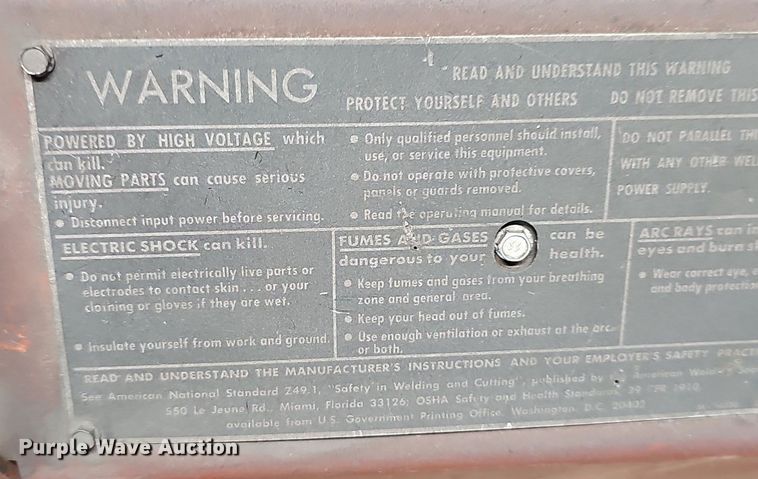 WARNING
READ AND UNDERSTAND THIS WARNING
PROTECT YOURSELF AND OTHERS DO NOT REMOVE THIS
POWERED BY HIGH VOLTAGE which
can kill.
MOVING PARTS can cause serious
injury.
• Disconnect input power before servicing.
• Only qualified personnel should install,
use, or service this equipment.
• Do not operate with protective covers,
panels or guards removed.
• Read the operating manual for details.
DO NOT PARALLEL
WITH ANY OTHER
POWER SUPPLY.
ELECTRIC SHOCK can kill.
• Do not permit electrically live parts or
electrodes to contact skin . . . or your
clothing or gloves if they are wet.
• Insulate yourself from work and ground.
FUMES AND GASES can be
dangerous to your health.
• Keep fumes and gases from your breathing
zone and general area.
• Keep your head out of fumes.
• Use enough ventilation or exhaust at the arc
or both.
ARC RAYS can
eyes and burn
• Wear correct eye,
and body
READ AND UNDERSTAND THE MANUFACTURER'S INSTRUCTIONS AND YOUR EMPLOYER'S SAFETY
See American National Standard Z49.1, "Safety in Welding and Cutting", published by American
550 Le Jeune Rd., Miami, Florida 33126; OSHA Safety and Health Standards, 29 CFR 1910,
available from U.S. Government Printing Office, Washington, D.C. 20402
Purple Wave Auction